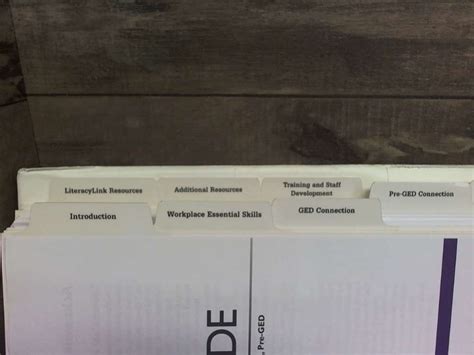 LiteracyLink Resources
Additional Resources
Training and Staff
Development
Pre-GED Connection
Introduction
Workplace Essential Skills
GED Connection
DE
, Pre-GED